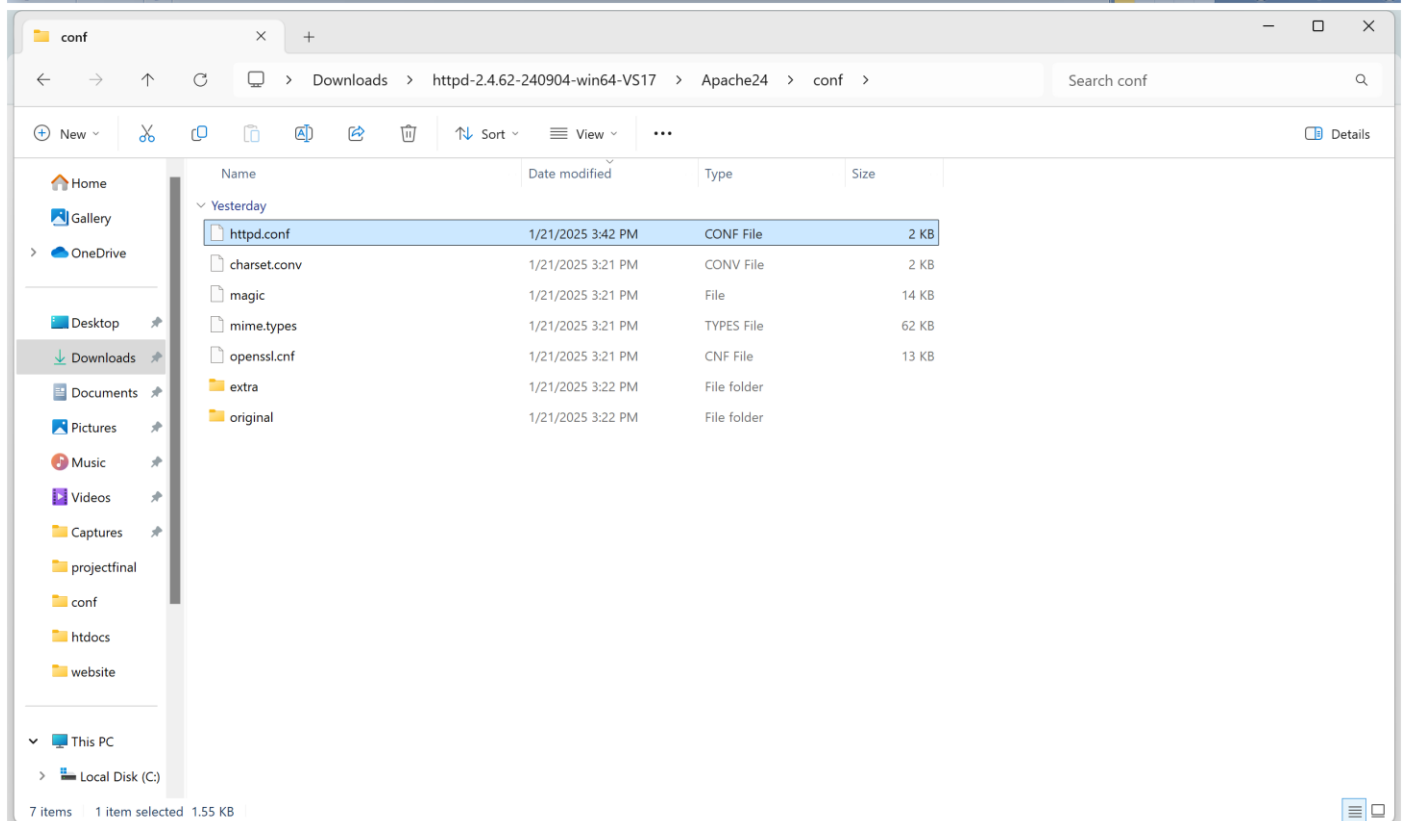 conf
Downloads > httpd-2.4.62-240904-win64-VS17 > Apache24 > conf >
Search conf
New
Sort
View
Details
Name Date modified Type Size
Home
Gallery
OneDrive
Desktop
Downloads
Documents
Pictures
Music
Videos
Captures
projectfinal
conf
htdocs
website
This PC
Local Disk (C:)
Yesterday
httpd.conf 1/21/2025 3:42 PM CONF File 2 KB
charset.conv 1/21/2025 3:21 PM CONV File 2 KB
magic 1/21/2025 3:21 PM File 14 KB
mime.types 1/21/2025 3:21 PM TYPES File 62 KB
openssl.cnf 1/21/2025 3:21 PM CNF File 13 KB
extra 1/21/2025 3:22 PM File folder
original 1/21/2025 3:22 PM File folder
7 items 1 item selected 1.55 KB